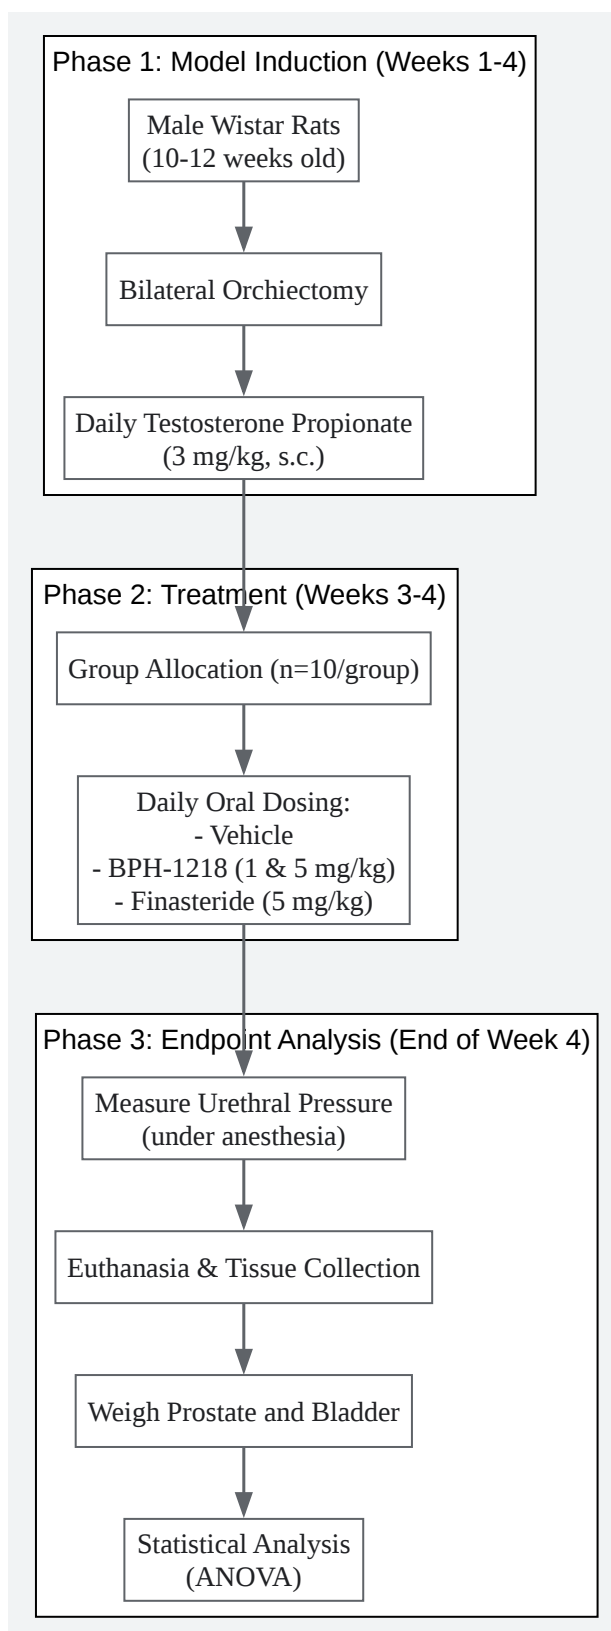 Phase 1: Model Induction (Weeks 1-4)
Male Wistar Rats
(10-12 weeks old)
Bilateral Orchiectomy
Daily Testosterone Propionate
(3 mg/kg, s.c.)
Phase 2: Treatment (Weeks 3-4)
Group Allocation (n=10/group)
Daily Oral Dosing:
- Vehicle
- BPH-1218 (1 & 5 mg/kg)
- Finasteride (5 mg/kg)
Phase 3: Endpoint Analysis (End of Week 4)
Measure Urethral Pressure
(under anesthesia)
Euthanasia & Tissue Collection
Weigh Prostate and Bladder
Statistical Analysis
(ANOVA)